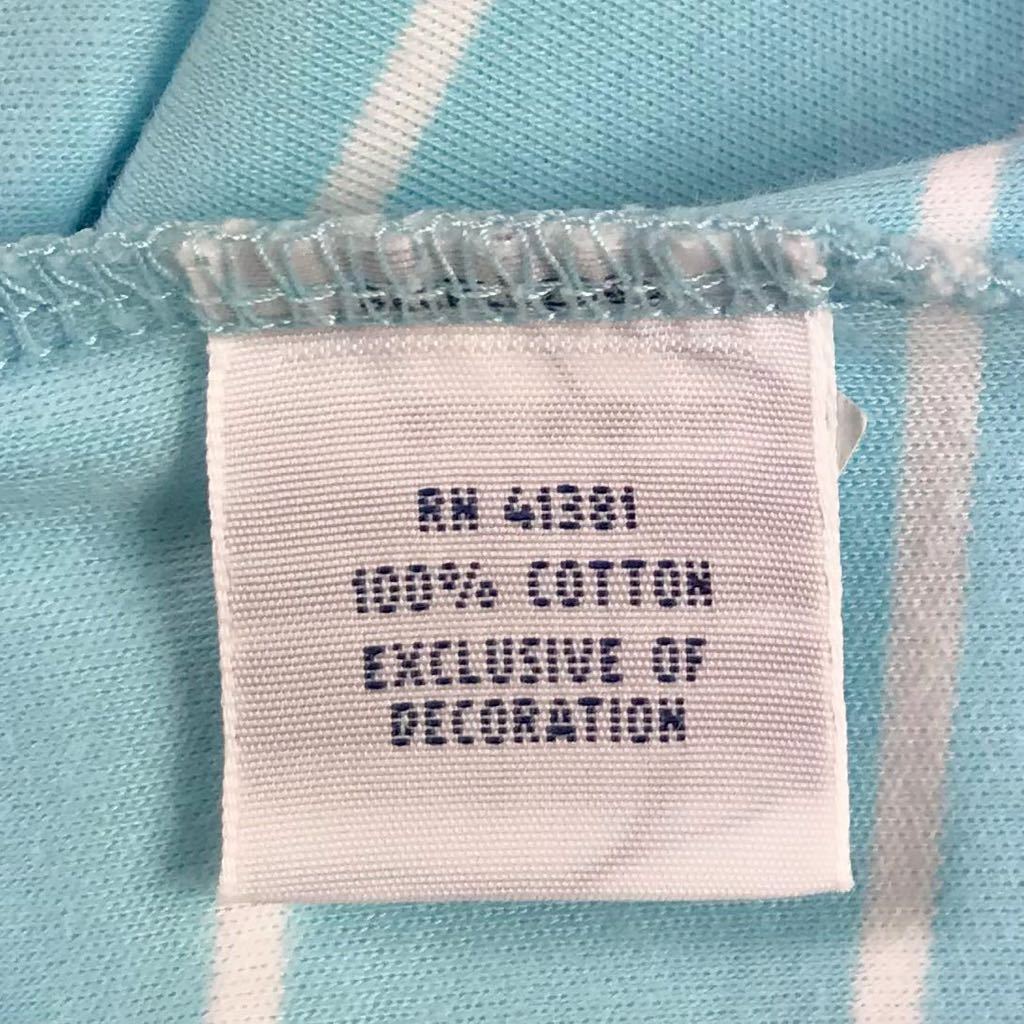 RN 41381
100% COTTON
EXCLUSIVE OF
DECORATION